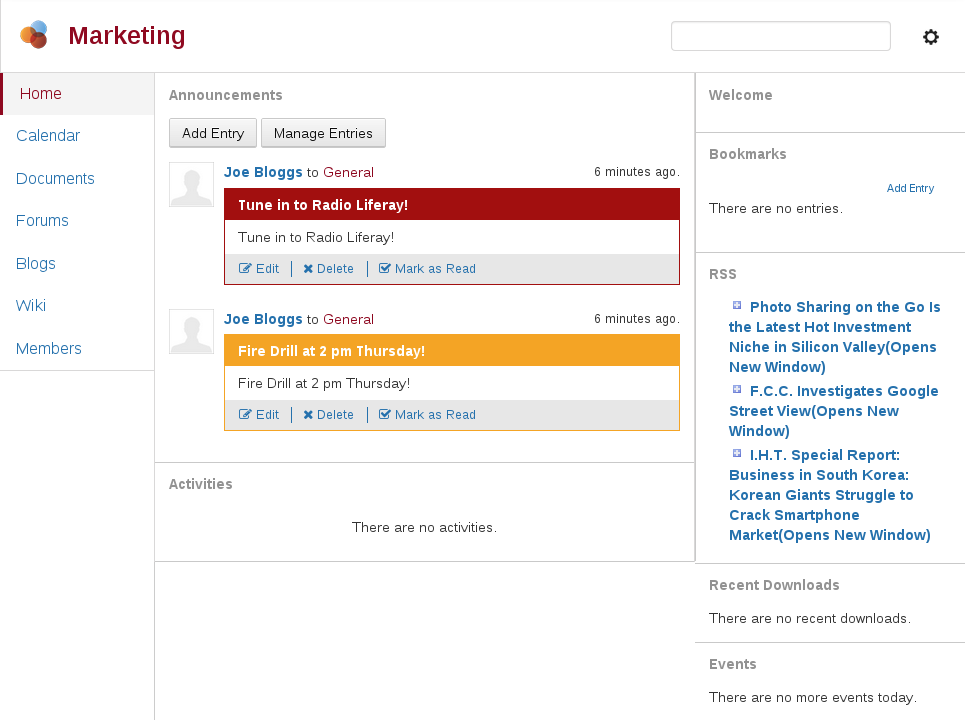 Marketing
Home
Calendar
Documents
Forums
Blogs
Wiki
Members
Announcements
Add Entry Manage Entries
Joe Bloggs to General 6 minutes ago.
Tune in to Radio Liferay!
Tune in to Radio Liferay!
Edit Delete Mark as Read
Joe Bloggs to General 6 minutes ago.
Fire Drill at 2 pm Thursday!
Fire Drill at 2 pm Thursday!
Edit Delete Mark as Read
Activities
There are no activities.
Welcome
Bookmarks
Add Entry
There are no entries.
RSS
Photo Sharing on the Go Is
the Latest Hot Investment
Niche in Silicon Valley(Opens
New Window)
F.C.C. Investigates Google
Street View(Opens New
Window)
I.H.T. Special Report:
Business in South Korea:
Korean Giants Struggle to
Crack Smartphone
Market(Opens New Window)
Recent Downloads
There are no recent downloads.
Events
There are no more events today.